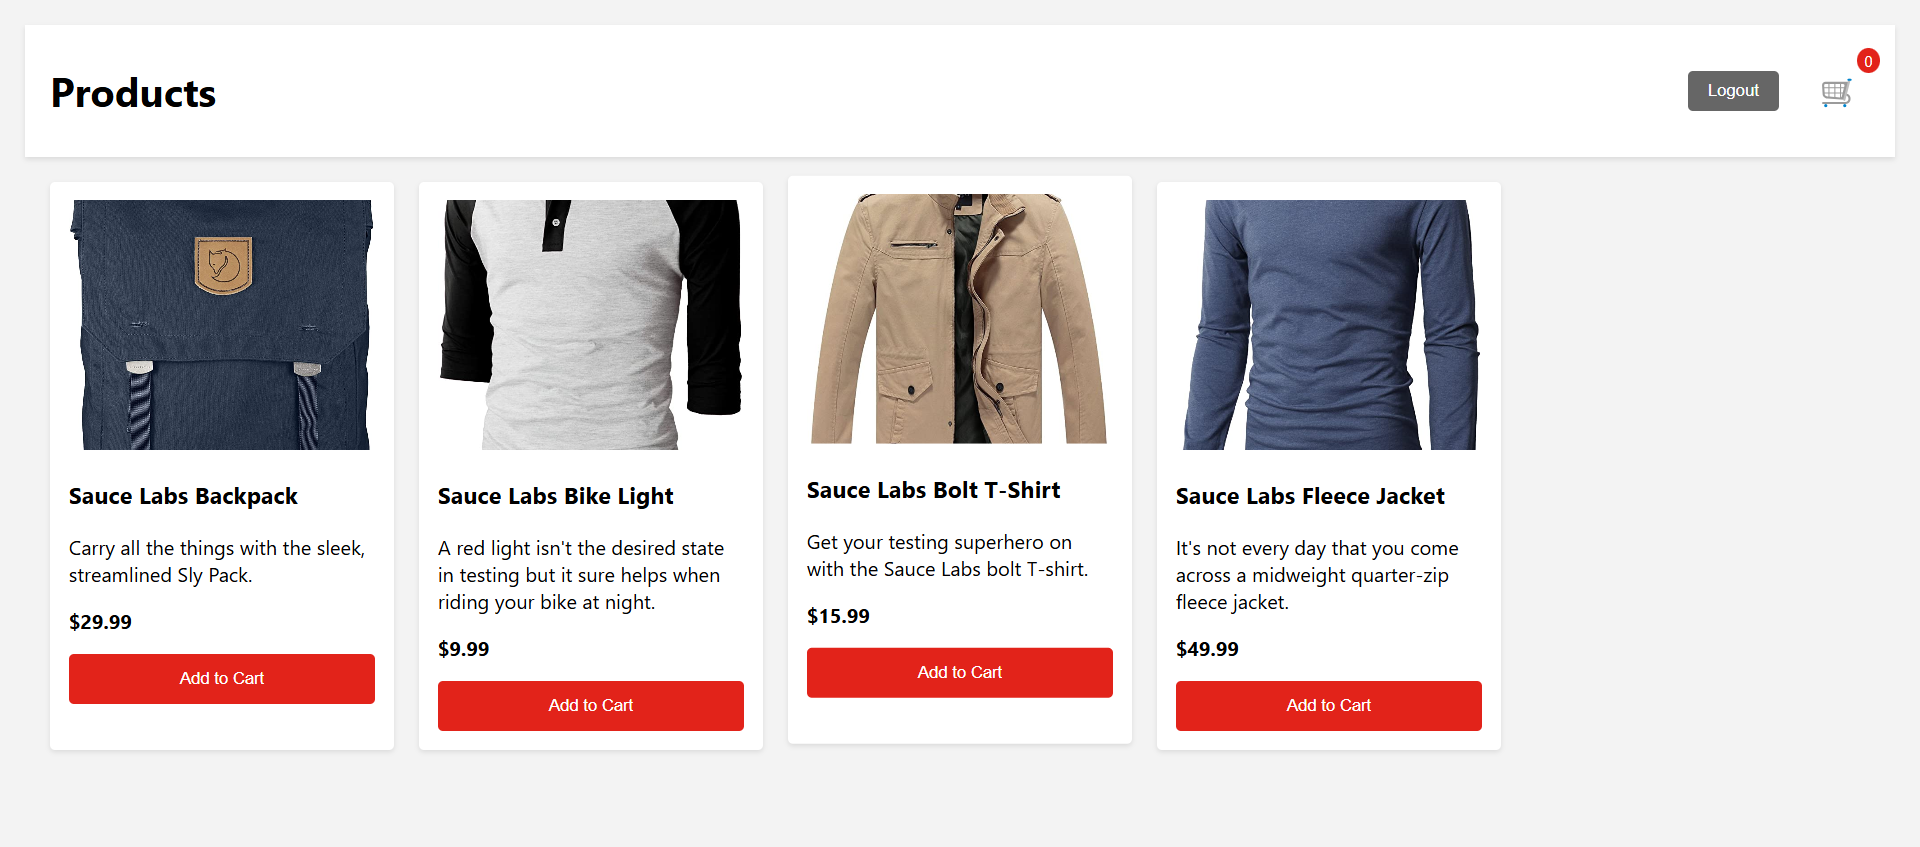 Products
Logout
0
Sauce Labs Backpack
Carry all the things with the sleek,
streamlined Sly Pack.
$29.99
Add to Cart
Sauce Labs Bike Light
A red light isn't the desired state
in testing but it sure helps when
riding your bike at night.
$9.99
Add to Cart
Sauce Labs Bolt T-Shirt
Get your testing superhero on
with the Sauce Labs bolt T-shirt.
$15.99
Add to Cart
Sauce Labs Fleece Jacket
It's not every day that you come
across a midweight quarter-zip
fleece jacket.
$49.99
Add to Cart